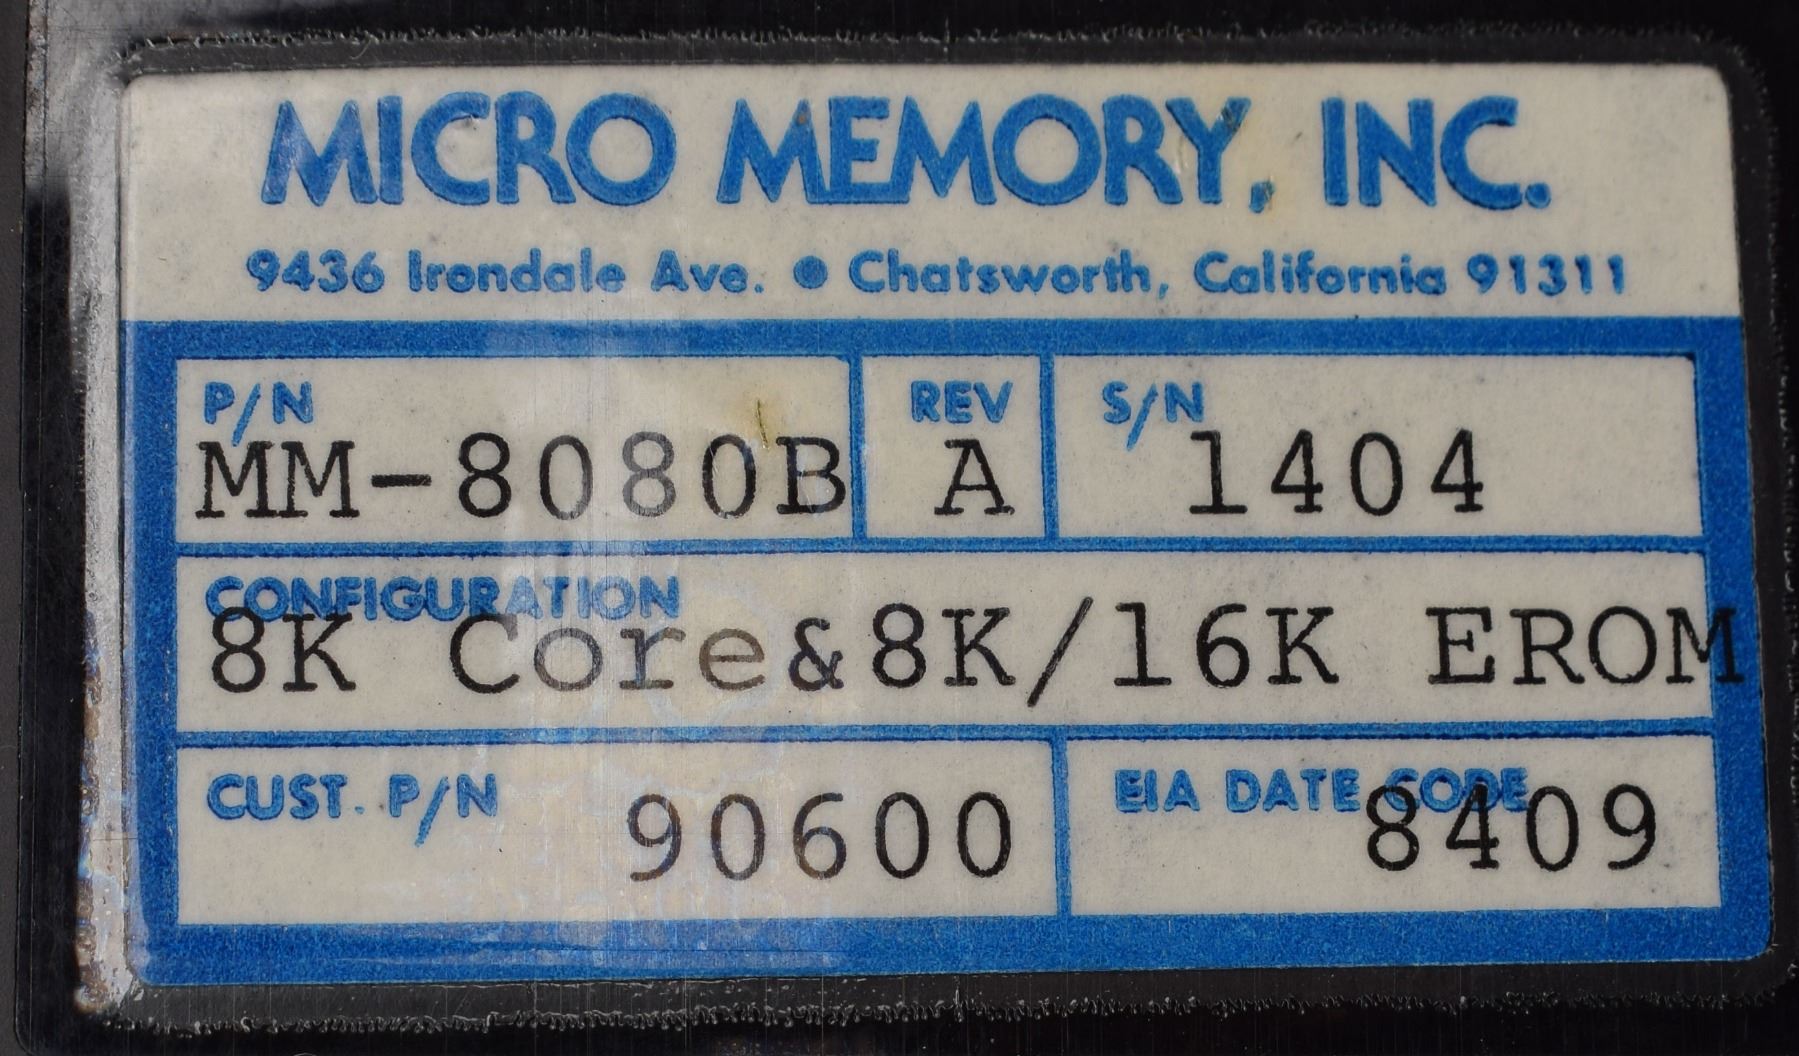 MICRO MEMORY, INC.
9436 Irondale Ave. • Chatsworth, California 91311
P/N REV S/N
MM-8080B A 1404
CONFIGURATION
8K Core&8K/16K EROM
CUST. P/N EIA DATE CODE
90600 8409